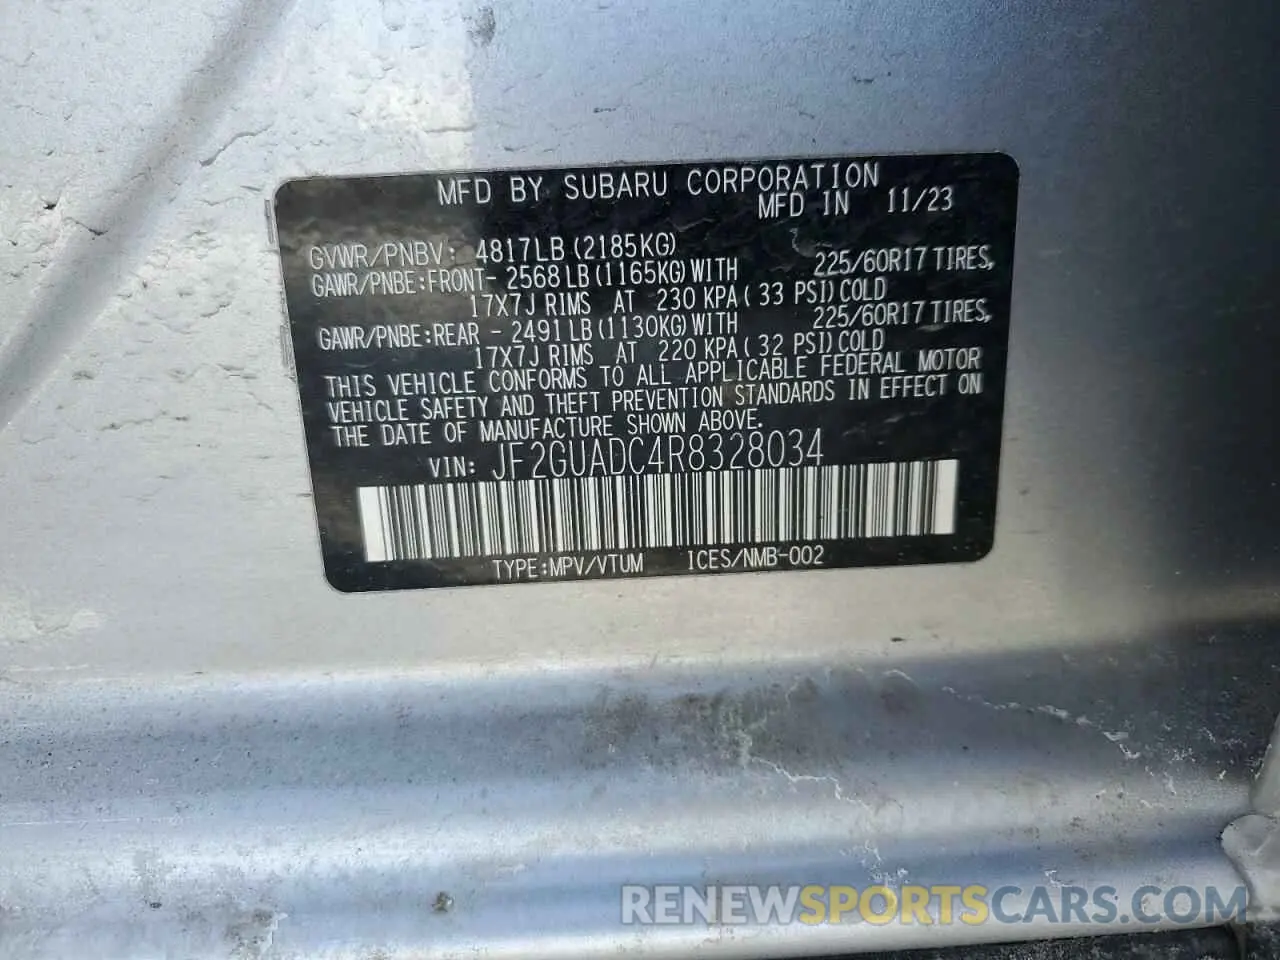 MFD BY SUBARU CORPORATION
MFD IN 11/23
GVWR/PNBV: 4817LB (2185KG)
GAWR/PNBE:FRONT- 2568 LB (1165KG) WITH 225/60R17 TIRES,
17X7J RIMS AT 230 KPA ( 33 PSI) COLD
GAWR/PNBE:REAR - 2491 LB (1130KG) WITH 225/60R17 TIRES,
17X7J RIMS AT 220 KPA ( 32 PSI) COLD
THIS VEHICLE CONFORMS TO ALL APPLICABLE FEDERAL MOTOR
VEHICLE SAFETY AND THEFT PREVENTION STANDARDS IN EFFECT ON
THE DATE OF MANUFACTURE SHOWN ABOVE.
VIN: JF2GUADC4R8328034
TYPE:MPV/VTUM ICES/NMB-002
RENEWSPORTSCARS.COM